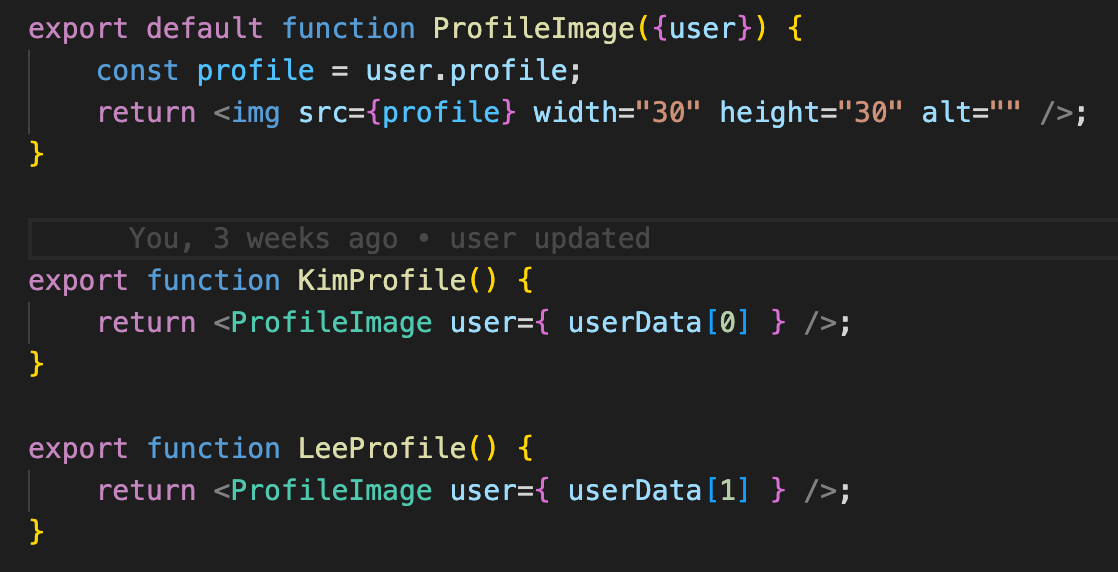 export default function ProfileImage({user}) {
    const profile = user.profile;
    return <img src={profile} width="30" height="30" alt="" />;
}
You, 3 weeks ago • user updated
export function KimProfile() {
    return <ProfileImage user={ userData[0] } />;
}
export function LeeProfile() {
    return <ProfileImage user={ userData[1] } />;
}